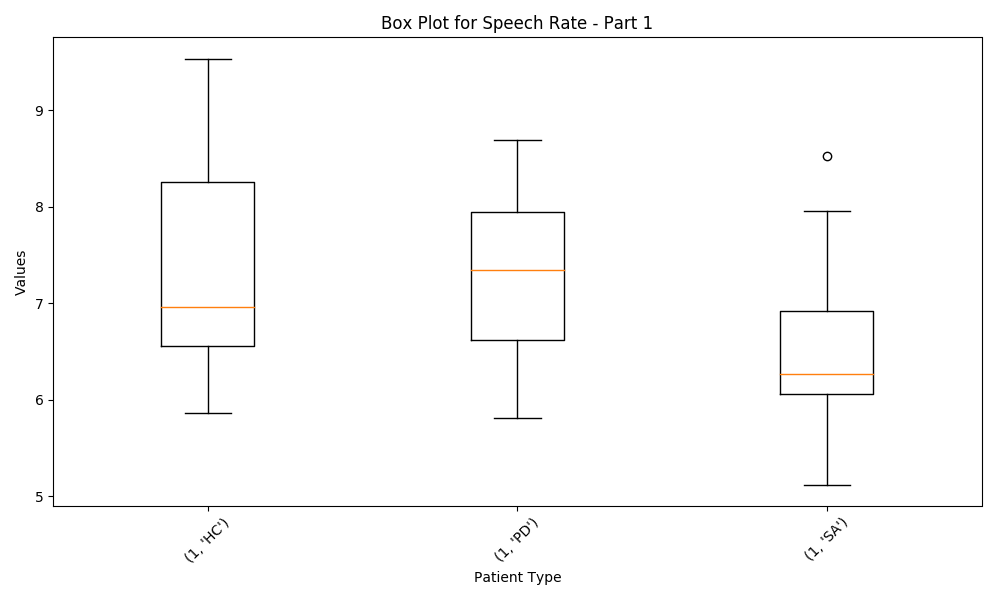 Box Plot for Speech Rate - Part 1
Values
9
8
7
6
5
(1, 'HC')
(1, 'PD')
(1, 'SA')
Patient Type